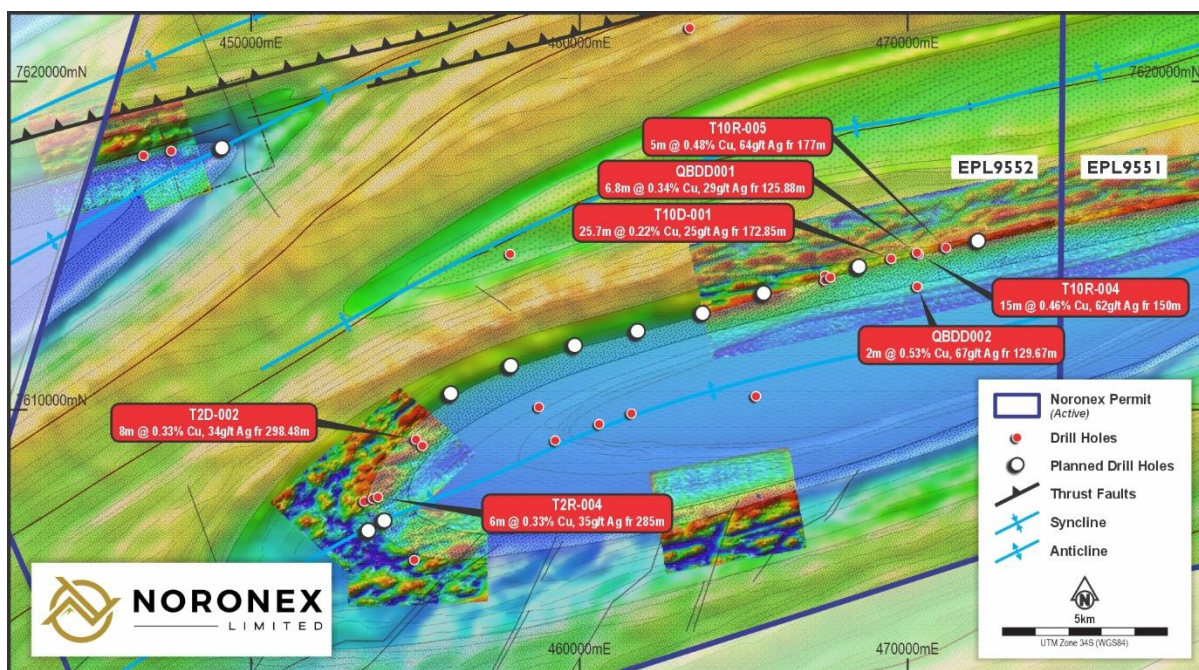 450000mE
460000mE
470000mE
7620000mN
7620000mN
T10R-005
5m @ 0.48% Cu, 64g/t Ag fr 177m
QBDD001
6.8m @ 0.34% Cu, 29g/t Ag fr 125.88m
T10D-001
25.7m @ 0.22% Cu, 25g/t Ag fr 172.85m
EPL9552
EPL9551
T10R-004
15m @ 0.46% Cu, 62g/t Ag fr 150m
QBDD002
2m @ 0.53% Cu, 67g/t Ag fr 129.67m
7610000mN
7610000mN
T2D-002
8m @ 0.33% Cu, 34g/t Ag fr 298.48m
T2R-004
6m @ 0.33% Cu, 35g/t Ag fr 285m
Noronex Permit
(Active)
Drill Holes
Planned Drill Holes
Thrust Faults
Syncline
Anticline
N
5km
UTM Zone 34S (WGS84)
NORONEX
LIMITED
460000mE
470000mE